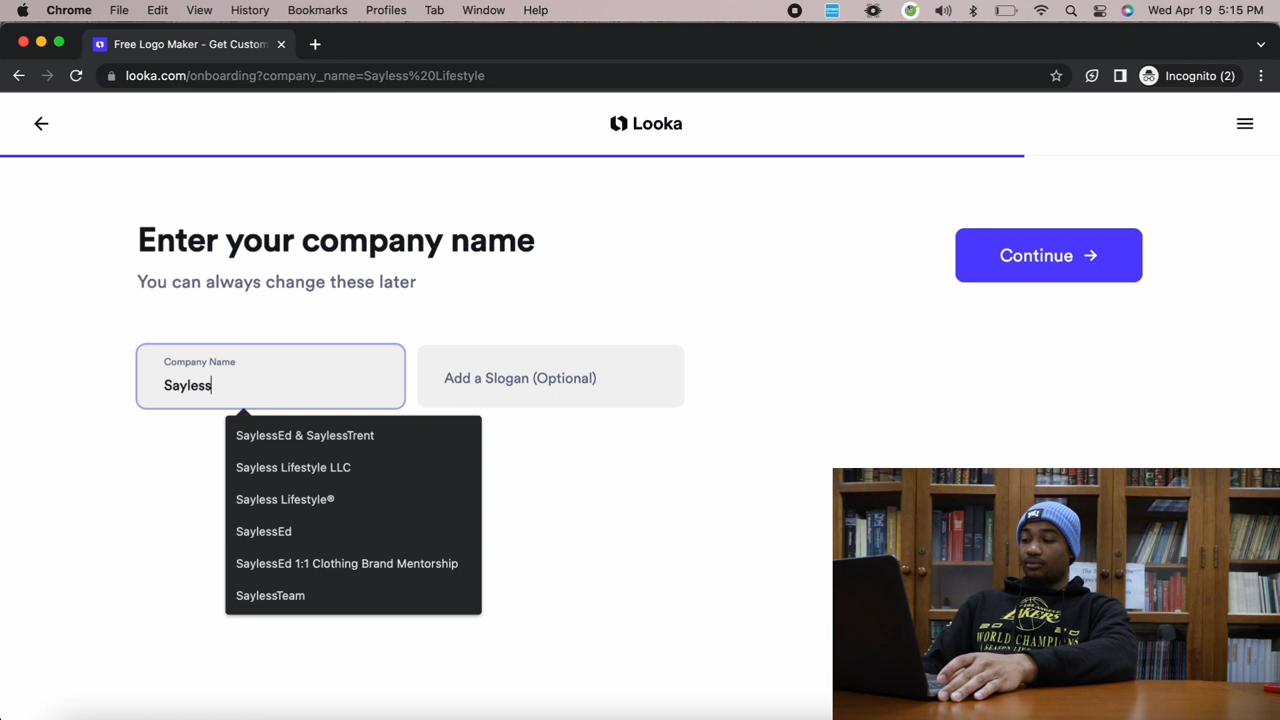 Chrome File Edit View History Bookmarks Profiles Tab Window Help Wed Apr 19 5:15 PM
Free Logo Maker - Get Custom
looka.com/onboarding?company_name=Sayless%20Lifestyle
Incognito (2)
Looka
Enter your company name
Continue →
You can always change these later
Company Name
Sayless
Add a Slogan (Optional)
SaylessEd & SaylessTrent
Sayless Lifestyle LLC
Sayless Lifestyle®
SaylessEd
SaylessEd 1:1 Clothing Brand Mentorship
SaylessTeam
LOS ANGELES
LAKERS
WORLD CHAMPIONS